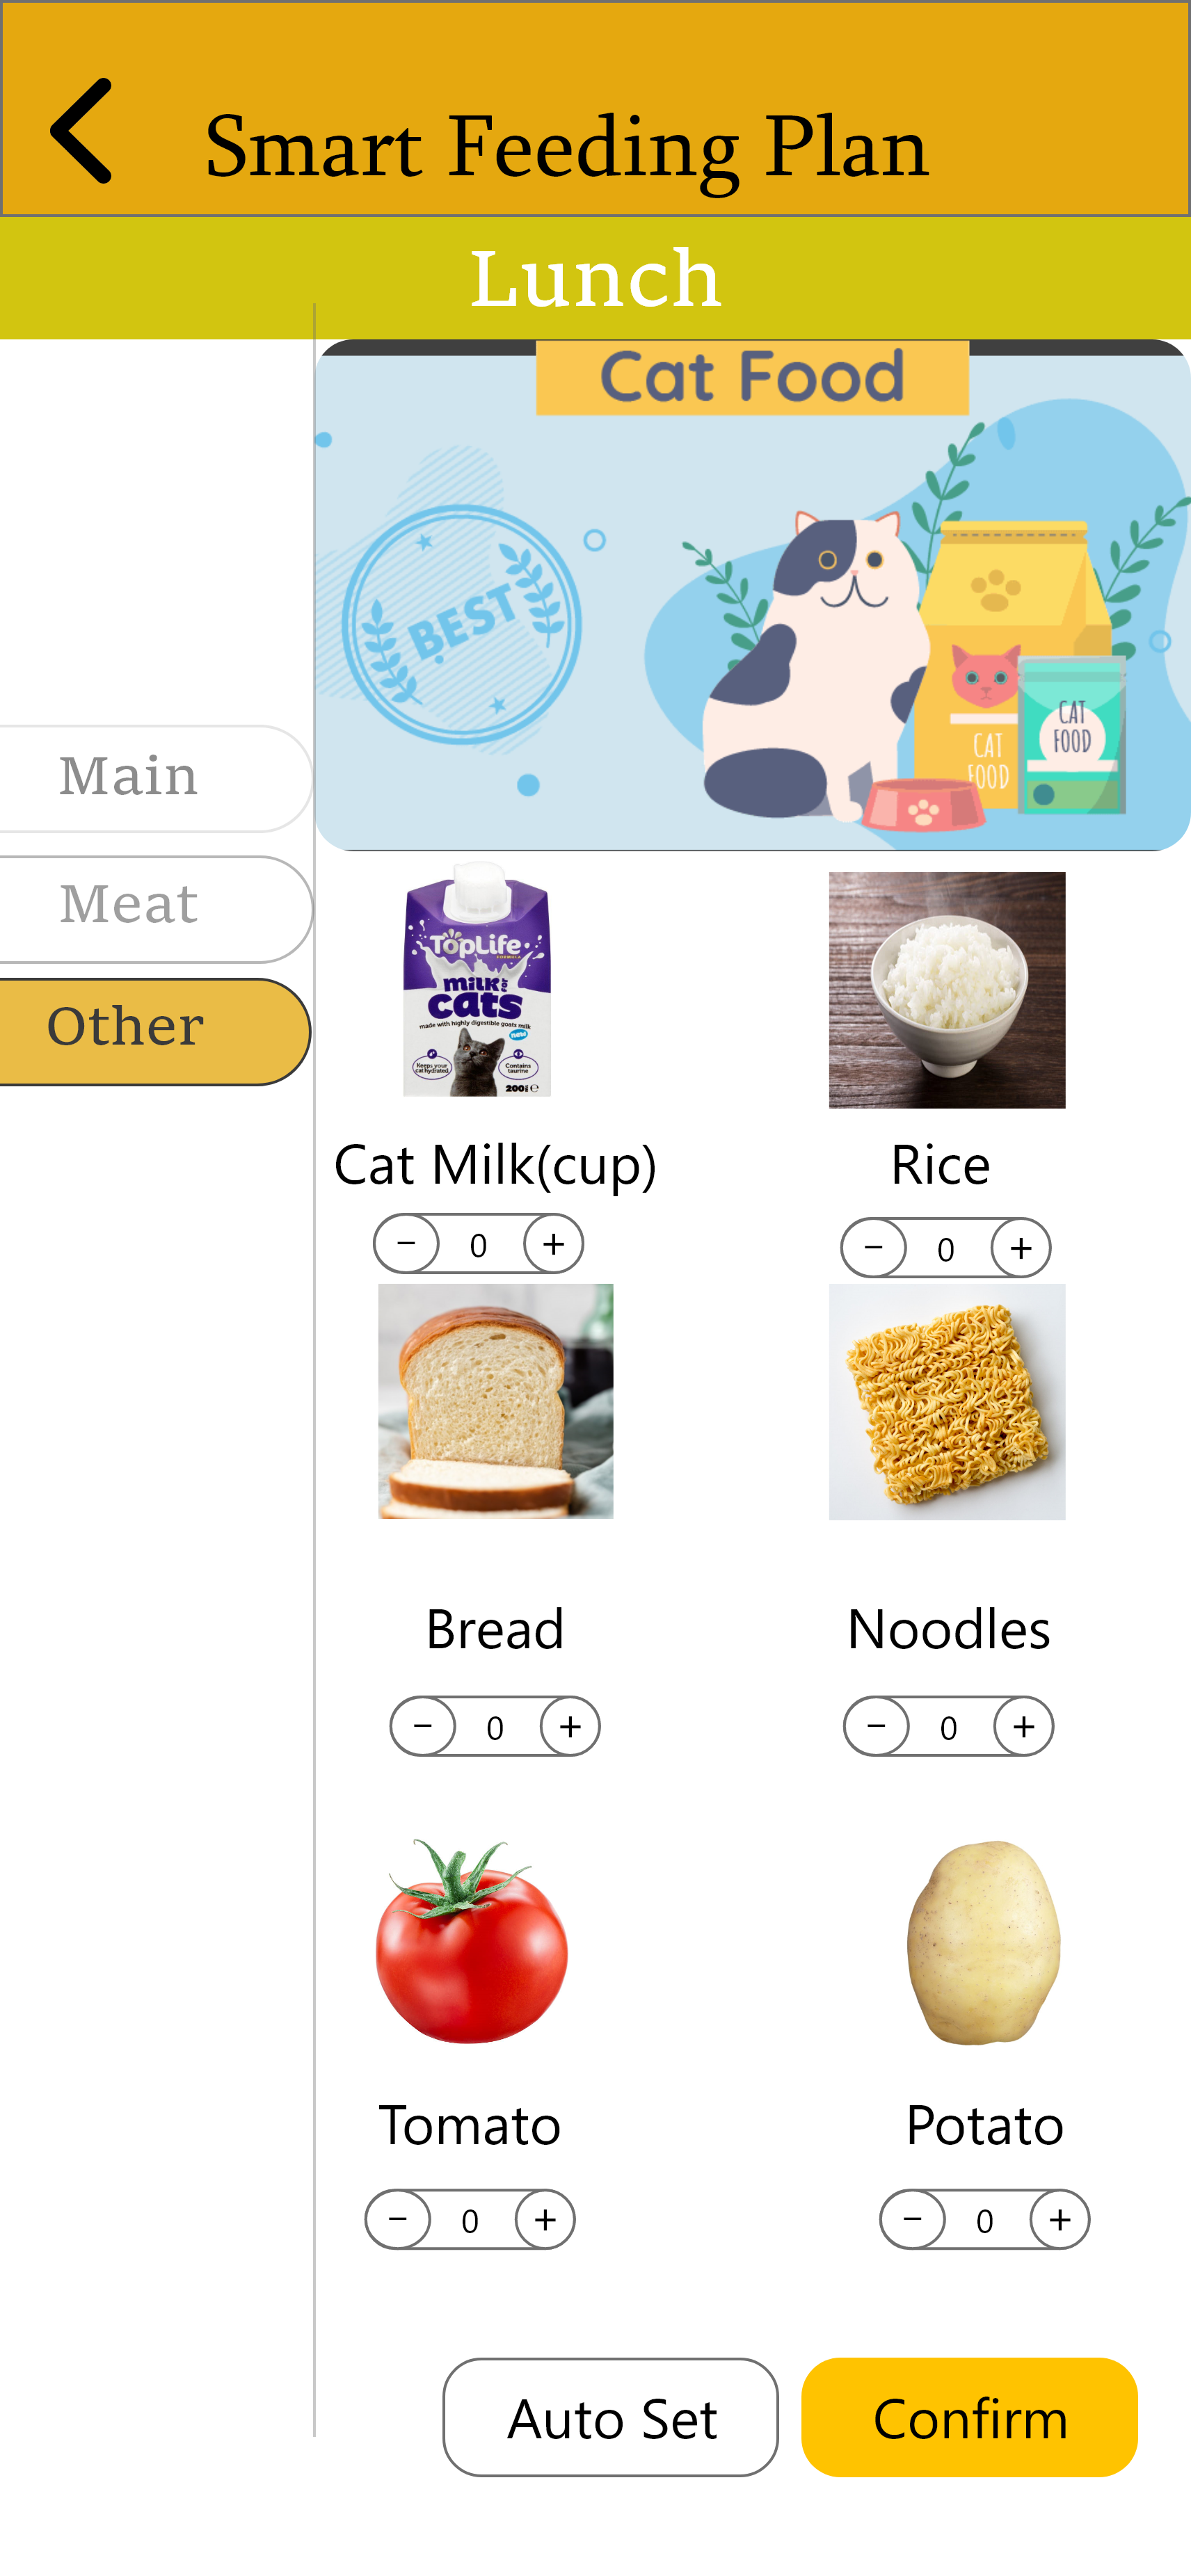 Smart Feeding Plan
Lunch
Cat Food
BEST
CAT
FOOD
CAT
FOOD
Main
Meat
Other
TopLife
FORMULA
milk for
cats
made with highly digestible goats milk
new
Keeps your
cat hydrated
Contains
taurine
200ml e
Cat Milk(cup)
Rice
− 0 +
− 0 +
Bread
Noodles
− 0 +
− 0 +
Tomato
Potato
− 0 +
− 0 +
Auto Set
Confirm